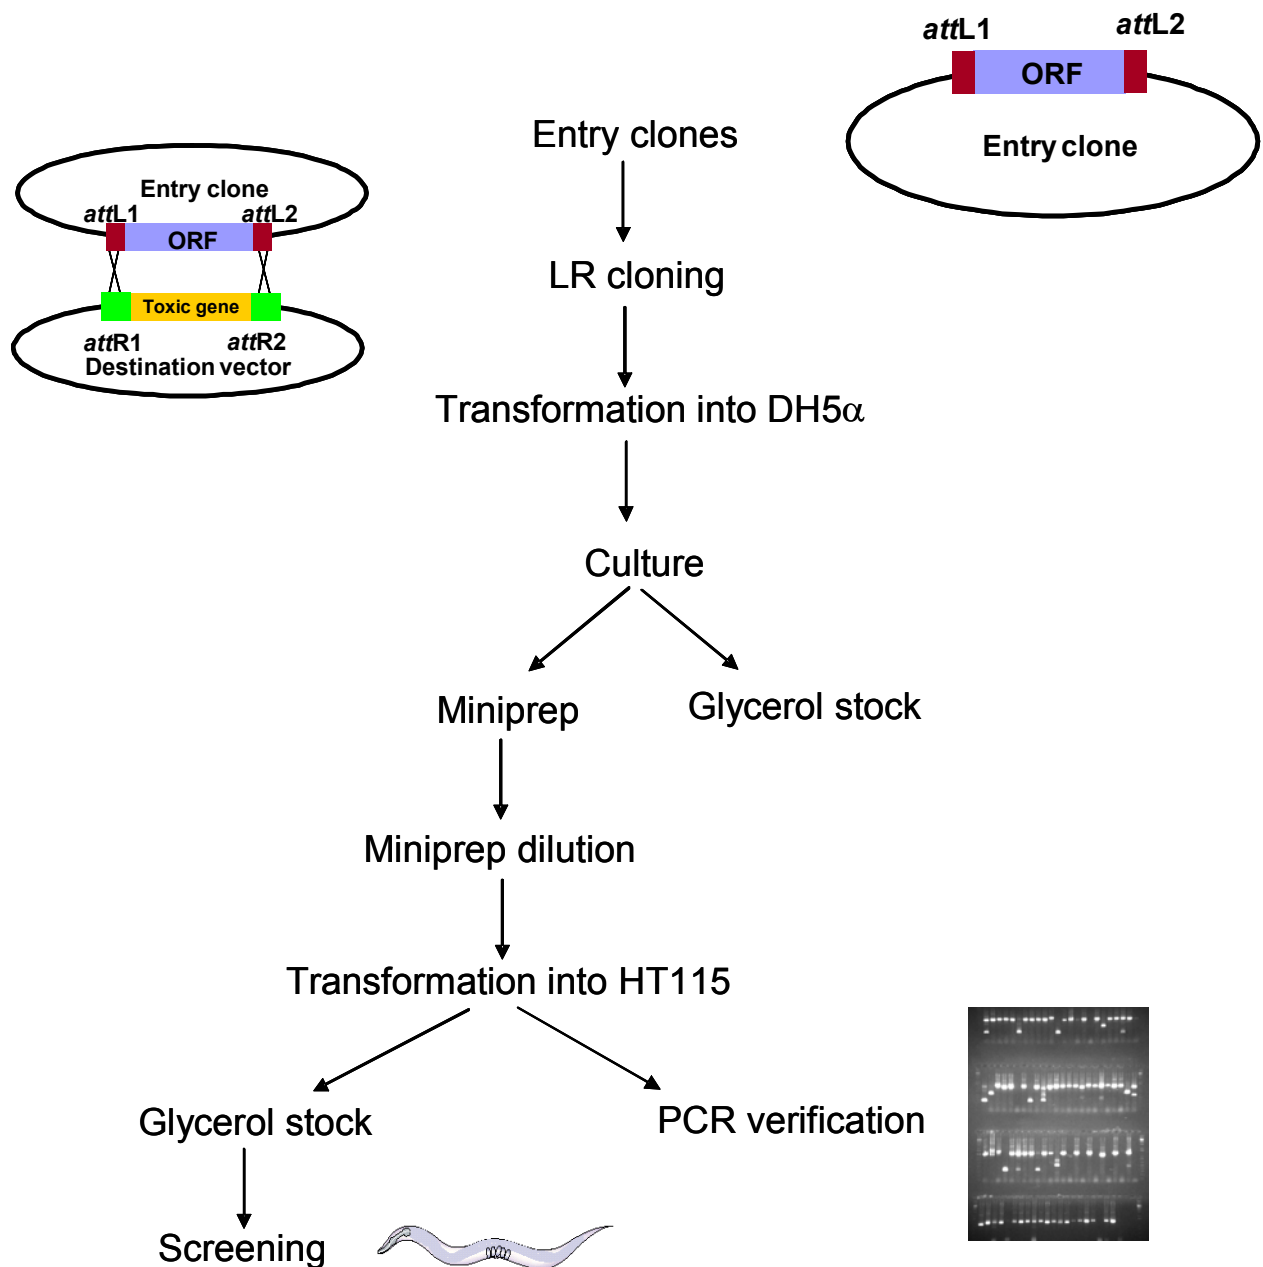 attL1
attL2
ORF
Entry clone
Entry clones
Entry clone
attL1
attL2
ORF
Toxic gene
attR1
attR2
Destination vector
LR cloning
Transformation into DH5α
Culture
Miniprep
Glycerol stock
Miniprep dilution
Transformation into HT115
Glycerol stock
PCR verification
Screening